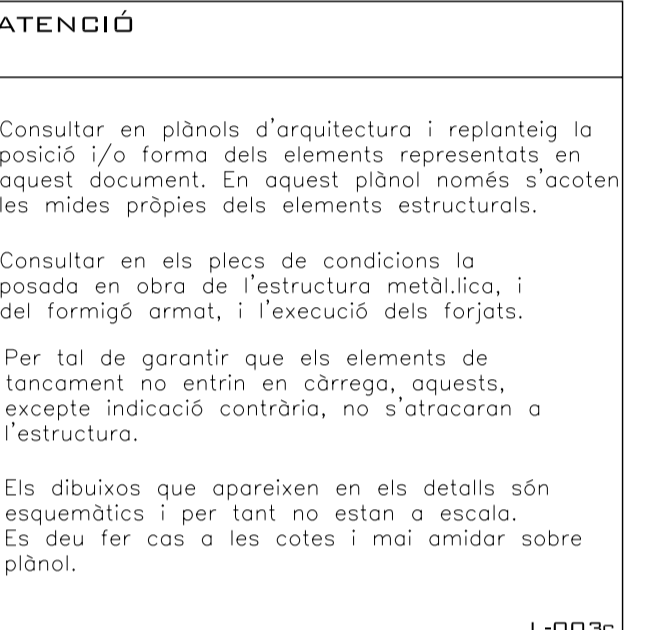 ATENCIÓ
Consultar en plànols d'arquitectura i replanteig la
posició i/o forma dels elements representats en
aquest document. En aquest plànol només s'acoten
les mides pròpies dels elements estructurals.
Consultar en els plecs de condicions la
posada en obra de l'estructura metàl.lica, i
del formigó armat, i l'execució dels forjats.
Per tal de garantir que els elements de
tancament no entrin en càrrega, aquests,
excepte indicació contrària, no s'atracaran a
l'estructura.
Els dibuixos que apareixen en els detalls són
esquemàtics i per tant no estan a escala.
Es deu fer cas a les cotes i mai amidar sobre
plànol.